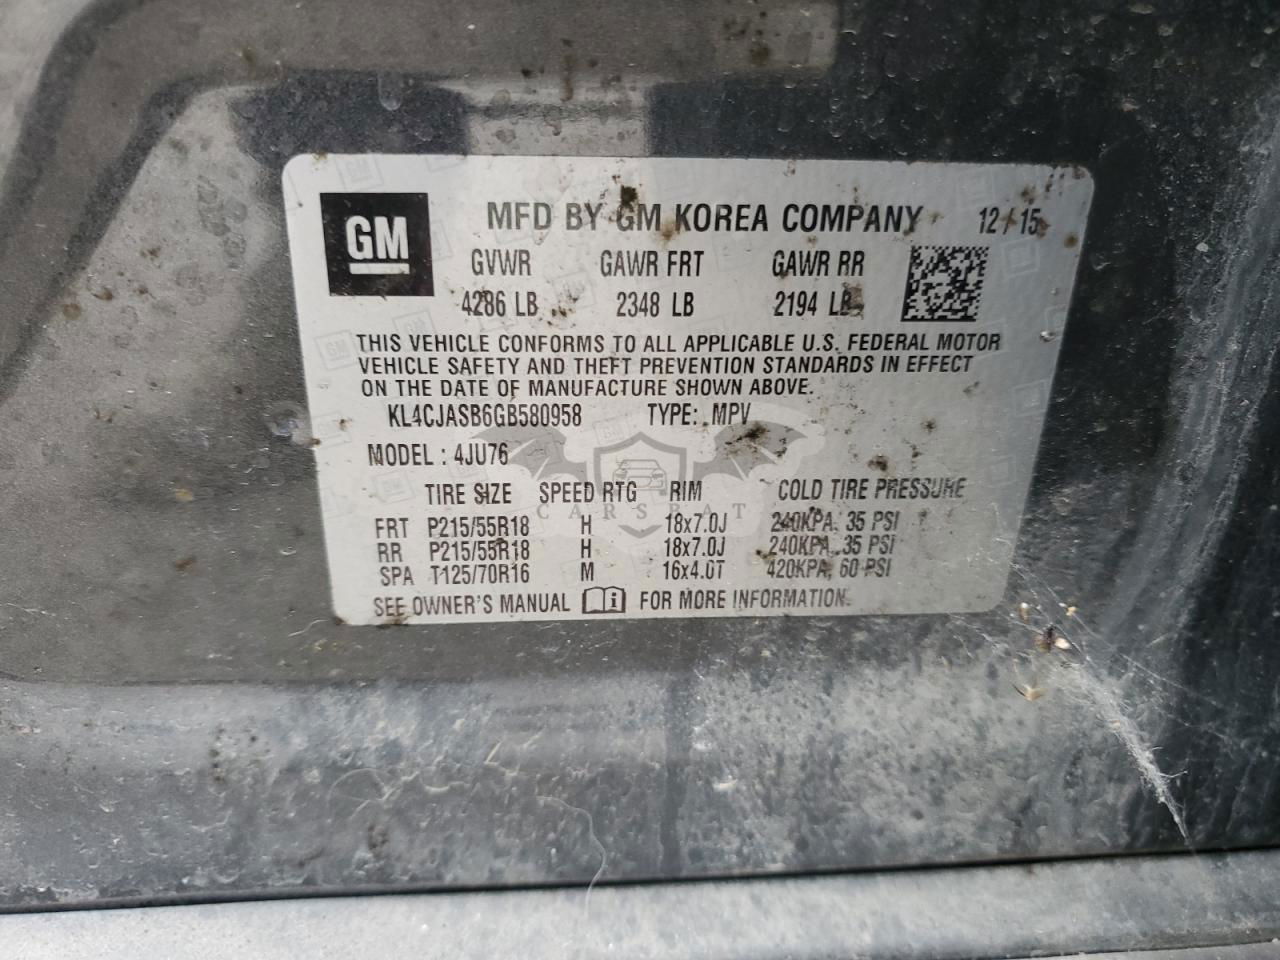 GM
MFD BY GM KOREA COMPANY 12/15
GVWR GAWR FRT GAWR RR
4286 LB 2348 LB 2194 LB
THIS VEHICLE CONFORMS TO ALL APPLICABLE U.S. FEDERAL MOTOR
VEHICLE SAFETY AND THEFT PREVENTION STANDARDS IN EFFECT
ON THE DATE OF MANUFACTURE SHOWN ABOVE.
KL4CJASB6GB580958 TYPE: MPV
MODEL : 4JU76
TIRE SIZE SPEED RTG RIM COLD TIRE PRESSURE
CARSBAT
FRT P215/55R18 H 18x7.0J 240KPA, 35 PSI
RR P215/55R18 H 18x7.0J 240KPA, 35 PSI
SPA T125/70R16 M 16x4.0T 420KPA, 60 PSI
SEE OWNER'S MANUAL i FOR MORE INFORMATION.